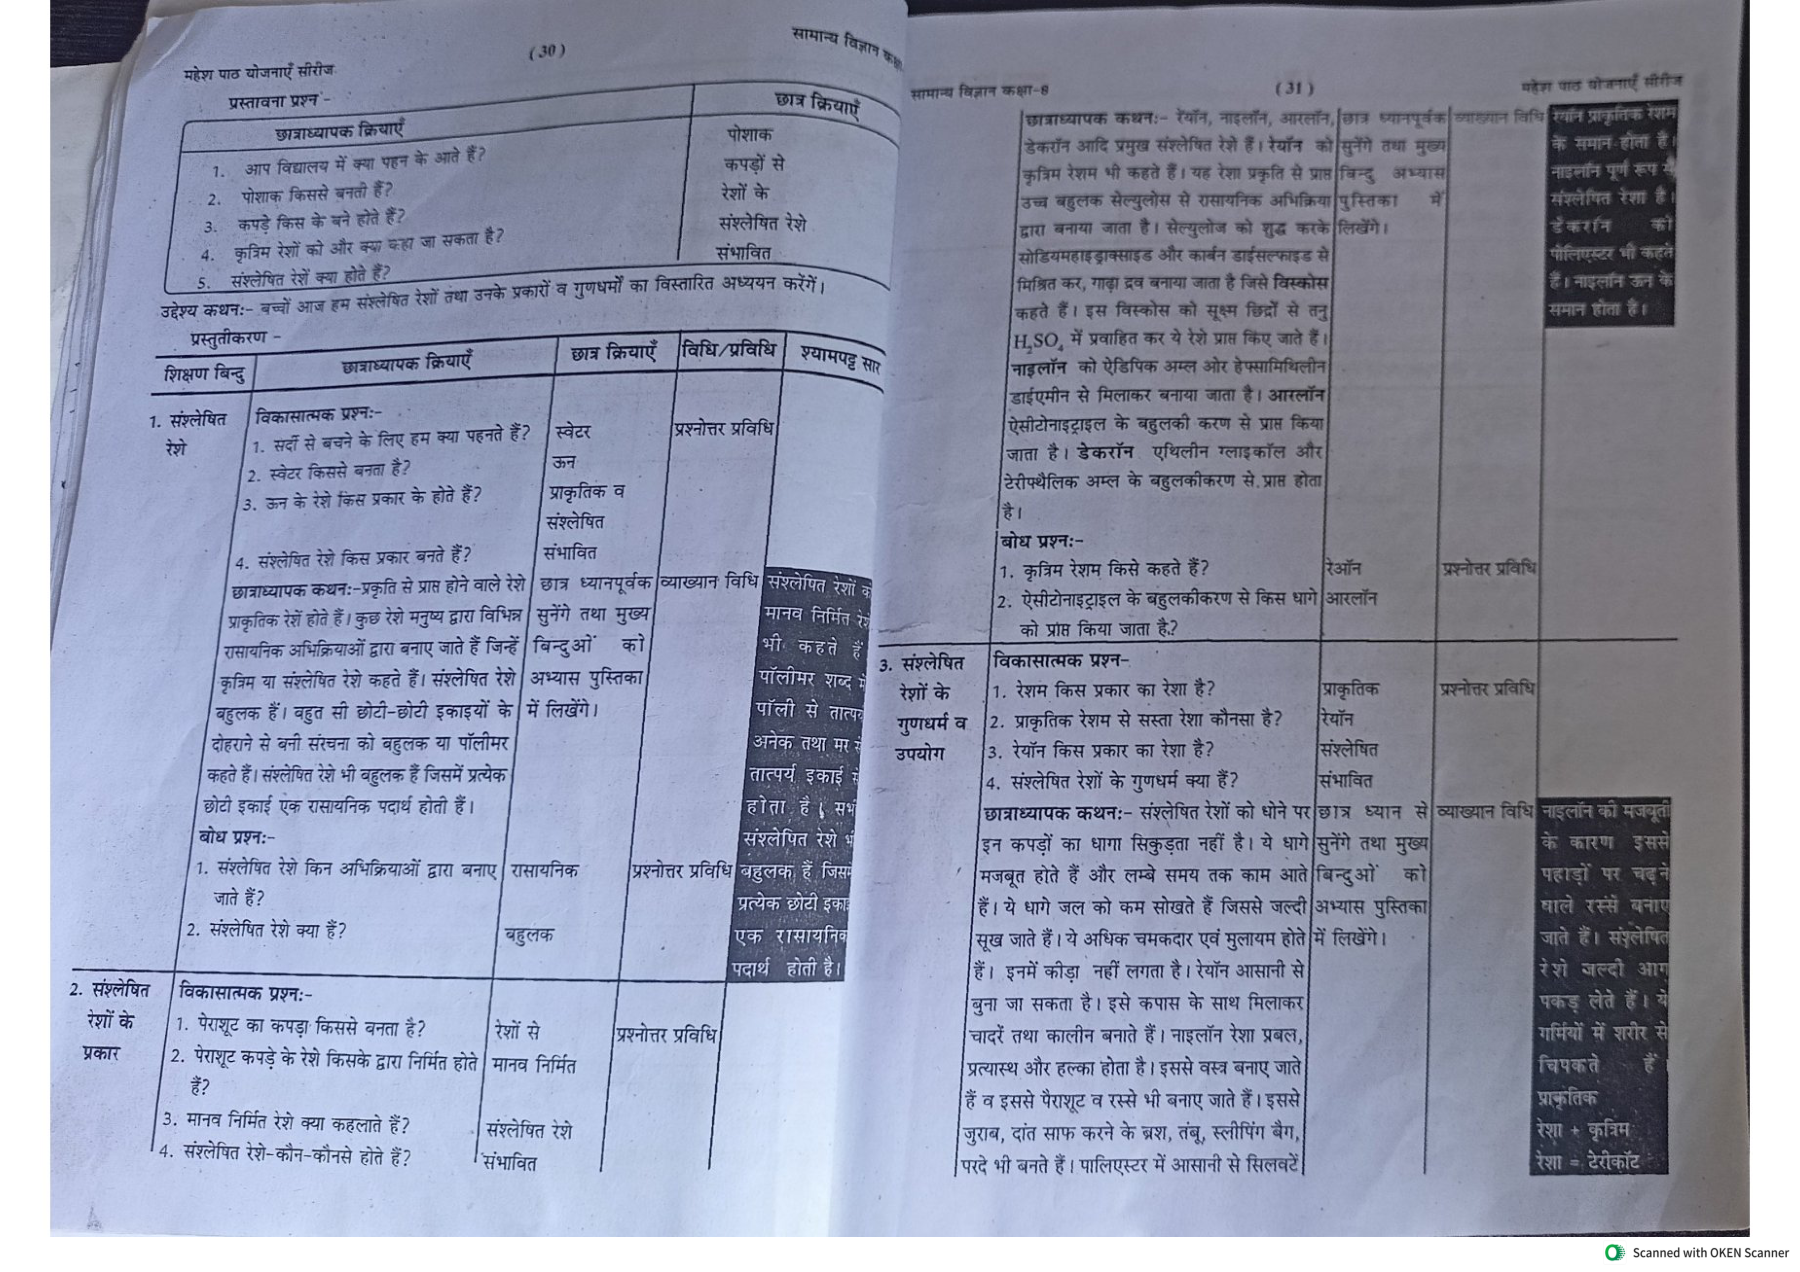 महेश पाठ योजनाएँ सीरीज
(30)
सामान्य विज्ञान
प्रस्तावना प्रश्न -
छात्राध्यापक क्रियाएँ
छात्र क्रियाएँ
1. आप विद्यालय में क्या पहन के आते हैं?
पोशाक
2. पोशाक किससे बनती हैं?
कपड़ों से
3. कपड़े किस के बने होते हैं?
रेशों के
4. कृत्रिम रेशों को और क्या कहा जा सकता है?
संश्लेषित रेशे
5. संश्लेषित रेशें क्या होते हैं?
संभावित
उद्देश्य कथन:- बच्चों आज हम संश्लेषित रेशों तथा उनके प्रकारों व गुणधर्मों का विस्तारित अध्ययन करेंगें।
प्रस्तुतीकरण -
शिक्षण बिन्दु
छात्राध्यापक क्रियाएँ
छात्र क्रियाएँ
विधि/प्रविधि
श्यामपट्ट सार
1. संश्लेषित
रेशे
विकासात्मक प्रश्न:-
1. सर्दी से बचने के लिए हम क्या पहनते हैं?
2. स्वेटर किससे बनता है?
3. ऊन के रेशे किस प्रकार के होते हैं?
4. संश्लेषित रेशे किस प्रकार बनते हैं?
स्वेटर
ऊन
प्राकृतिक व
संश्लेषित
संभावित
प्रश्नोत्तर प्रविधि
छात्राध्यापक कथन:-प्रकृति से प्राप्त होने वाले रेशे
प्राकृतिक रेशें होते हैं। कुछ रेशे मनुष्य द्वारा विभिन्न
रासायनिक अभिक्रियाओं द्वारा बनाए जाते हैं जिन्हें
कृत्रिम या संश्लेषित रेशे कहते हैं। संश्लेषित रेशे
बहुलक हैं। बहुत सी छोटी-छोटी इकाइयों के
दोहराने से बनी संरचना को बहुलक या पॉलीमर
कहते हैं। संश्लेषित रेशे भी बहुलक हैं जिसमें प्रत्येक
छोटी इकाई एक रासायनिक पदार्थ होती हैं।
छात्र ध्यानपूर्वक
सुनेंगे तथा मुख्य
बिन्दुओं को
अभ्यास पुस्तिका
में लिखेंगे।
व्याख्यान विधि
संश्लेषित रेशों
मानव निर्मित
भी कहते हैं
पॉलीमर शब्द में
पॉली से तात्पर्य
अनेक तथा मर
तात्पर्य इकाई
होता है।
संश्लेषित रेशे
बहुलक हैं
प्रत्येक छोटी
एक रासायनिक
पदार्थ होती है।
बोध प्रश्न:-
1. संश्लेषित रेशे किन अभिक्रियाओं द्वारा बनाए
जाते हैं?
2. संश्लेषित रेशे क्या हैं?
रासायनिक
बहुलक
प्रश्नोत्तर प्रविधि
2. संश्लेषित
रेशों के
प्रकार
विकासात्मक प्रश्न:-
1. पेराशूट का कपड़ा किससे बनता है?
2. पेराशूट कपड़े के रेशे किसके द्वारा निर्मित होते
हैं?
3. मानव निर्मित रेशे क्या कहलाते हैं?
4. संश्लेषित रेशे-कौन-कौनसे होते हैं?
रेशों से
मानव निर्मित
संश्लेषित रेशे
संभावित
प्रश्नोत्तर प्रविधि
सामान्य विज्ञान कक्षा-8
(31)
महेश पाठ योजनाएँ सीरीज
छात्राध्यापक कथन:- रेयॉन, नाइलॉन, आरलॉन,
डेकरॉन आदि प्रमुख संश्लेषित रेशे हैं। रेयॉन को
कृत्रिम रेशम भी कहते हैं। यह रेशा प्रकृति से प्राप्त
उच्च बहुलक सेल्युलोस से रासायनिक अभिक्रिया
द्वारा बनाया जाता है। सेल्युलोज को शुद्ध करके
सोडियमहाइड्राक्साइड और कार्बन डाईसल्फाइड से
मिश्रित कर, गाढ़ा द्रव बनाया जाता है जिसे विस्कोस
कहते हैं। इस विस्कोस को सूक्ष्म छिद्रों से तनु
H₂SO₄ में प्रवाहित कर ये रेशे प्राप्त किए जाते हैं।
नाइलॉन को ऐडिपिक अम्ल ओर हेप्सामिथिलीन
डाईएमीन से मिलाकर बनाया जाता है। आरलॉन
ऐसीटोनाइट्राइल के बहुलकी करण से प्राप्त किया
जाता है। डेकरॉन एथिलीन ग्लाइकॉल और
टेरीफ्थैलिक अम्ल के बहुलकीकरण से प्राप्त होता
है।
छात्र ध्यानपूर्वक
सुनेंगे तथा मुख्य
बिन्दु अभ्यास
पुस्तिका में
लिखेंगे।
व्याख्यान विधि
रेयॉन प्राकृतिक रेशम
के समान होता है।
नाइलॉन पूर्ण रूप से
संश्लेषित रेशा है।
डेकरॉन को
पोलिएस्टर भी कहते
हैं। नाइलॉन ऊन के
समान होता है।
बोध प्रश्न:-
1. कृत्रिम रेशम किसे कहते हैं?
2. ऐसीटोनाइट्राइल के बहुलकीकरण से किस धागे
को प्राप्त किया जाता है?
रेऑन
आरलॉन
प्रश्नोत्तर प्रविधि
3. संश्लेषित
रेशों के
गुणधर्म व
उपयोग
विकासात्मक प्रश्न-
1. रेशम किस प्रकार का रेशा है?
2. प्राकृतिक रेशम से सस्ता रेशा कौनसा है?
3. रेयॉन किस प्रकार का रेशा है?
4. संश्लेषित रेशों के गुणधर्म क्या हैं?
प्राकृतिक
रेयॉन
संश्लेषित
संभावित
प्रश्नोत्तर प्रविधि
छात्राध्यापक कथन:- संश्लेषित रेशों को धोने पर
इन कपड़ों का धागा सिकुड़ता नहीं है। ये धागे
मजबूत होते हैं और लम्बे समय तक काम आते
हैं। ये धागे जल को कम सोखते हैं जिससे जल्दी
सूख जाते हैं। ये अधिक चमकदार एवं मुलायम होते
हैं। इनमें कीड़ा नहीं लगता है। रेयॉन आसानी से
बुना जा सकता है। इसे कपास के साथ मिलाकर
चादरें तथा कालीन बनाते हैं। नाइलॉन रेशा प्रबल,
प्रत्यास्थ और हल्का होता है। इससे वस्त्र बनाए जाते
हैं व इससे पैराशूट व रस्से भी बनाए जाते हैं। इससे
जुराब, दांत साफ करने के ब्रश, तंबू, स्लीपिंग बैग,
परदे भी बनते हैं। पालिएस्टर में आसानी से सिलवटें
छात्र ध्यान से
सुनेंगे तथा मुख्य
बिन्दुओं को
अभ्यास पुस्तिका
में लिखेंगे।
व्याख्यान विधि
नाइलॉन की मजबूती
के कारण इससे
पहाड़ों पर चढ़ने
वाले रस्से बनाए
जाते हैं। संश्लेषित
रेशे जल्दी आग
पकड़ लेते हैं। ये
गर्मियों में शरीर से
चिपकते हैं।
प्राकृतिक
रेशा + कृत्रिम
रेशा = टेरीकॉट
Scanned with OKEN Scanner